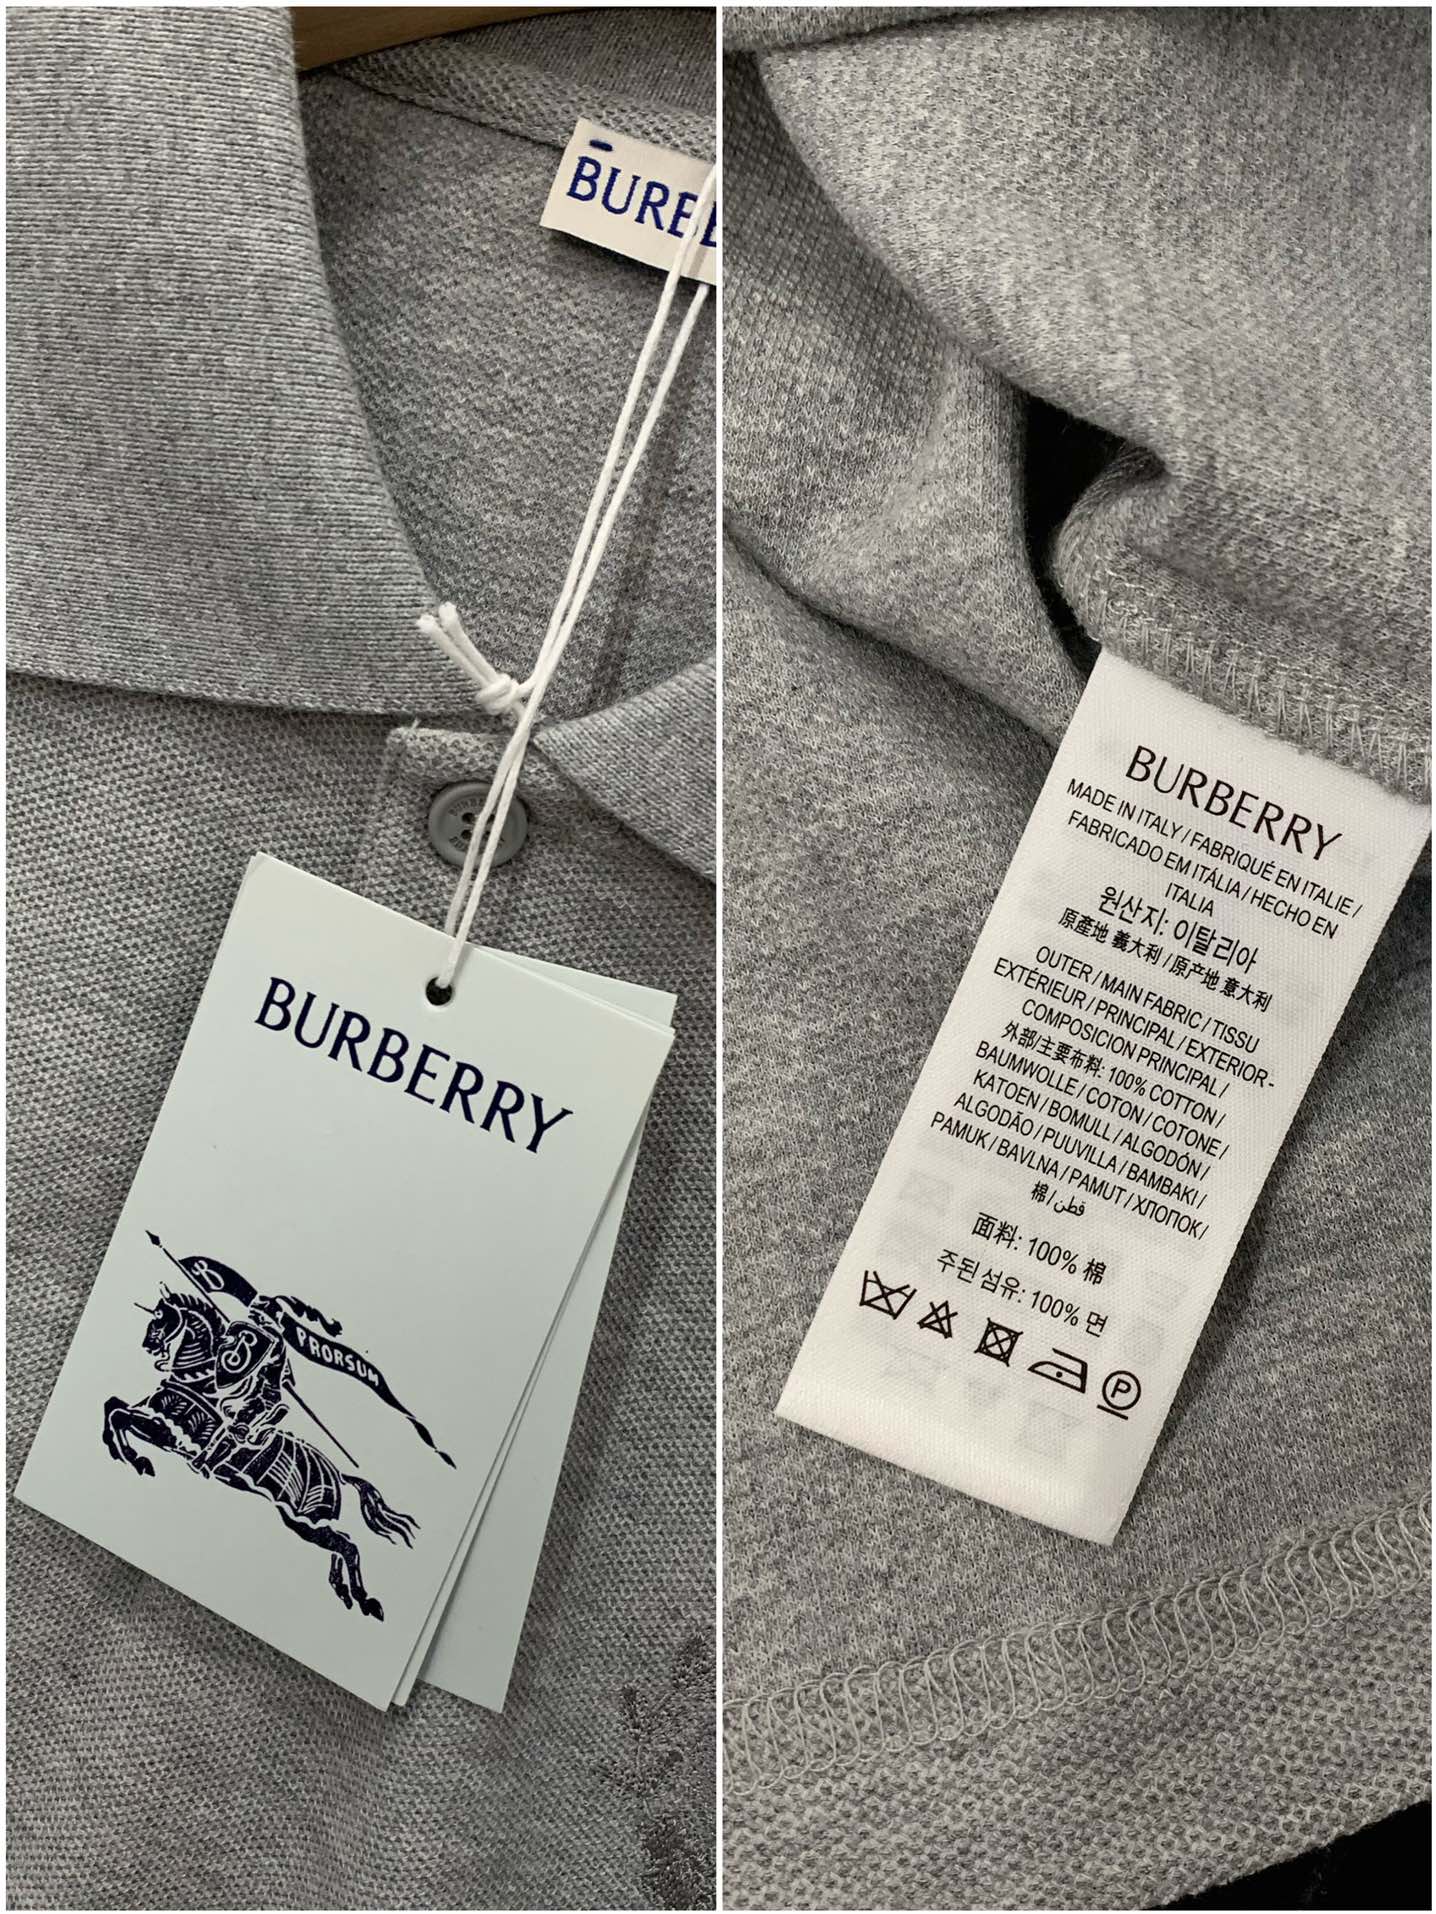 BURBE
BURBERRY
B
B
PRORSUM
BURBERRY
MADE IN ITALY / FABRIQUÉ EN ITALIE /
FABRICADO EM ITÁLIA / HECHO EN
ITALIA
원산지: 이탈리아
原產地 義大利 / 原产地 意大利
OUTER / MAIN FABRIC / TISSU
EXTÉRIEUR / PRINCIPAL / EXTERIOR -
COMPOSICION PRINCIPAL /
外部/主要布料: 100% COTTON /
BAUMWOLLE / COTON / COTONE /
KATOEN / BOMULL / ALGODÓN /
ALGODÃO / PUUVILLA / BAMBAKI /
PAMUK / BAVLNA / PAMUT / ХЛОПОК /
棉 / قطن
面料: 100% 棉
주된 섬유: 100% 면
P